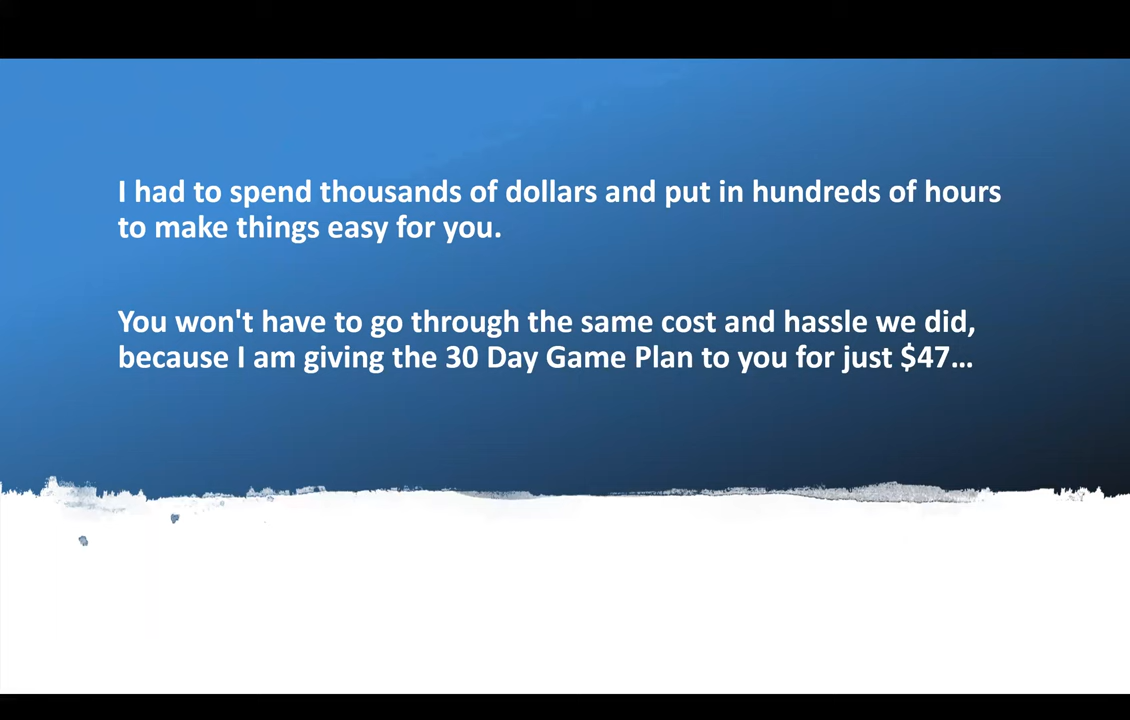 I had to spend thousands of dollars and put in hundreds of hours
to make things easy for you.
You won't have to go through the same cost and hassle we did,
because I am giving the 30 Day Game Plan to you for just $47...